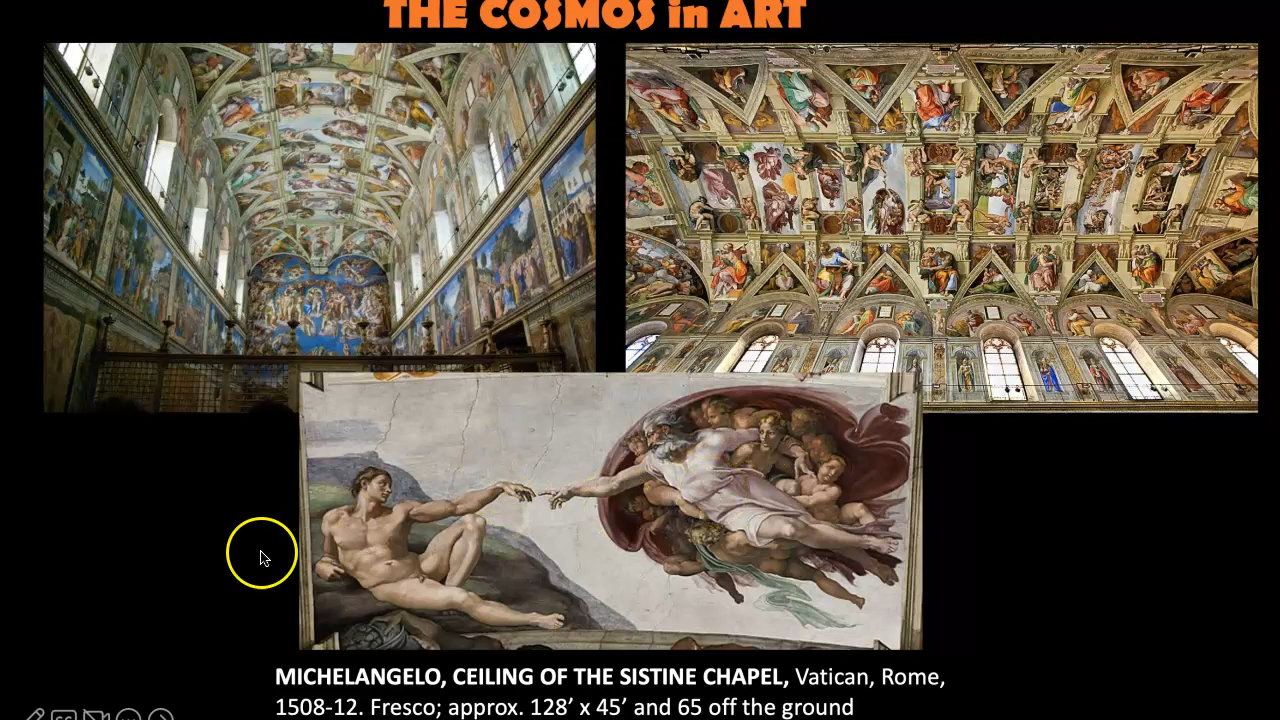 THE COSMOS in ART
MICHELANGELO, CEILING OF THE SISTINE CHAPEL, Vatican, Rome,
1508-12. Fresco; approx. 128’ x 45’ and 65 off the ground